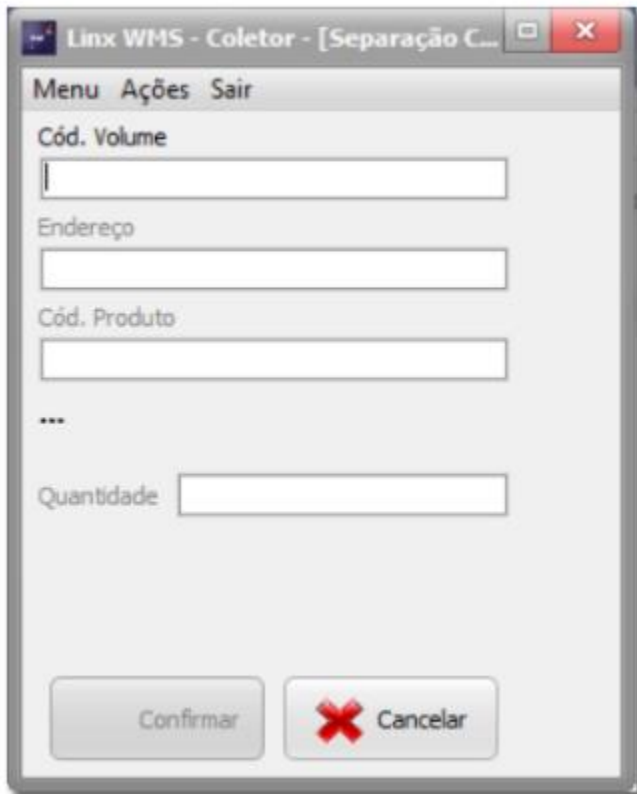 Linx WMS - Coletor - [Separação C...
Menu Ações Sair
Cód. Volume
Endereço
Cód. Produto
...
Quantidade
Confirmar Cancelar